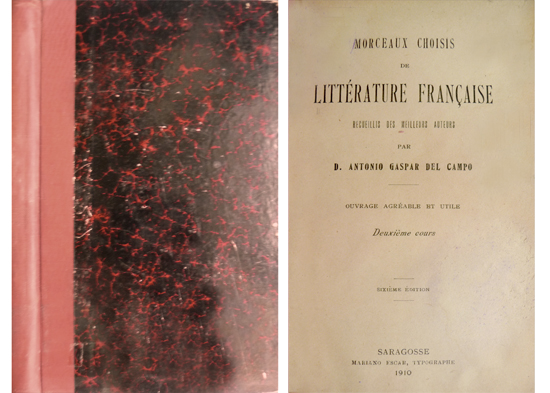 MORCEAUX CHOISIS
DE
LITTÉRATURE FRANÇAISE
RECUEILLIS DES MEILLEURS AUTEURS
PAR
D. ANTONIO GASPAR DEL CAMPO
OUVRAGE AGRÉABLE ET UTILE
Deuxième cours
SIXIÈME ÉDITION
SARAGOSSE
MARIANO ESCAR, TYPOGRAPHE
1910